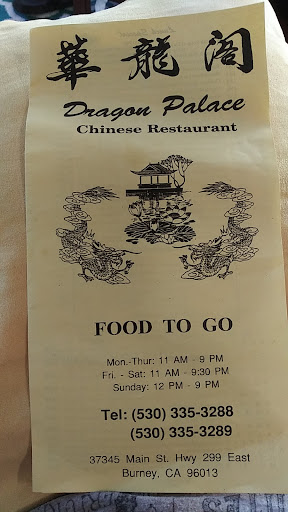 華龍閣
Dragon Palace
Chinese Restaurant
FOOD TO GO
Mon.-Thur: 11 AM - 9 PM
Fri. - Sat: 11 AM - 9:30 PM
Sunday: 12 PM - 9 PM
Tel: (530) 335-3288
(530) 335-3289
37345 Main St. Hwy 299 East
Burney, CA 96013